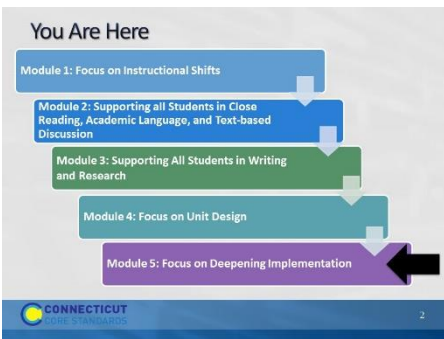 You Are Here
Module 1: Focus on Instructional Shifts
Module 2: Supporting all Students in Close
Reading, Academic Language, and Text-based
Discussion
Module 3: Supporting All Students in Writing
and Research
Module 4: Focus on Unit Design
Module 5: Focus on Deepening Implementation
CONNECTICUT
CORE STANDARDS
2